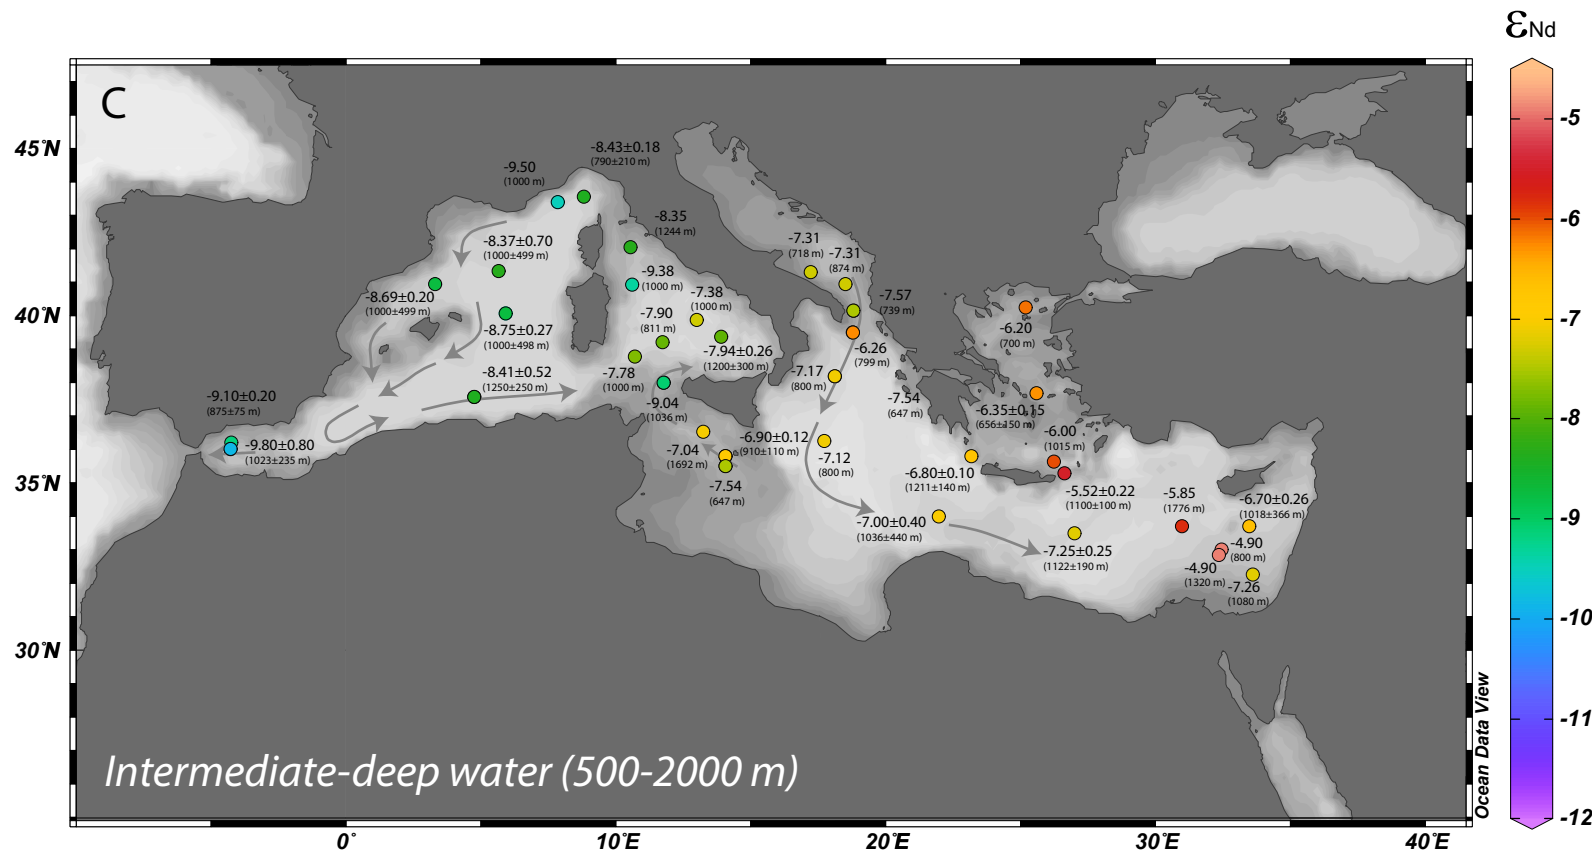 εNd
C
-8.43±0.18
(790±210 m)
-9.50
(1000 m)
-8.35
(1244 m)
-8.37±0.70
(1000±499 m)
-7.31
(718 m)
-7.31
(874 m)
-9.38
(1000 m)
-7.38
(1000 m)
-8.69±0.20
(1000±499 m)
-7.57
(739 m)
-7.90
(811 m)
-8.75±0.27
(1000±498 m)
-7.94±0.26
(1200±300 m)
-6.26
(799 m)
-6.20
(700 m)
-8.41±0.52
(1250±250 m)
-7.78
(1000 m)
-7.17
(800 m)
-7.54
(647 m)
-9.10±0.20
(875±75 m)
-9.04
(1036 m)
-6.35±0.15
(656±150 m)
-9.80±0.80
(1023±235 m)
-7.04
(1692 m)
-6.90±0.12
(910±110 m)
-6.00
(1015 m)
-7.12
(800 m)
-6.80±0.10
(1211±140 m)
-7.54
(647 m)
-5.52±0.22
(1100±100 m)
-5.85
(1776 m)
-6.70±0.26
(1018±366 m)
-7.00±0.40
(1036±440 m)
-7.25±0.25
(1122±190 m)
-4.90
(800 m)
-4.90
(1320 m)
-7.26
(1080 m)
Intermediate-deep water (500-2000 m)
45°N
40°N
35°N
30°N
0°
10°E
20°E
30°E
40°E
Ocean Data View
-5
-6
-7
-8
-9
-10
-11
-12